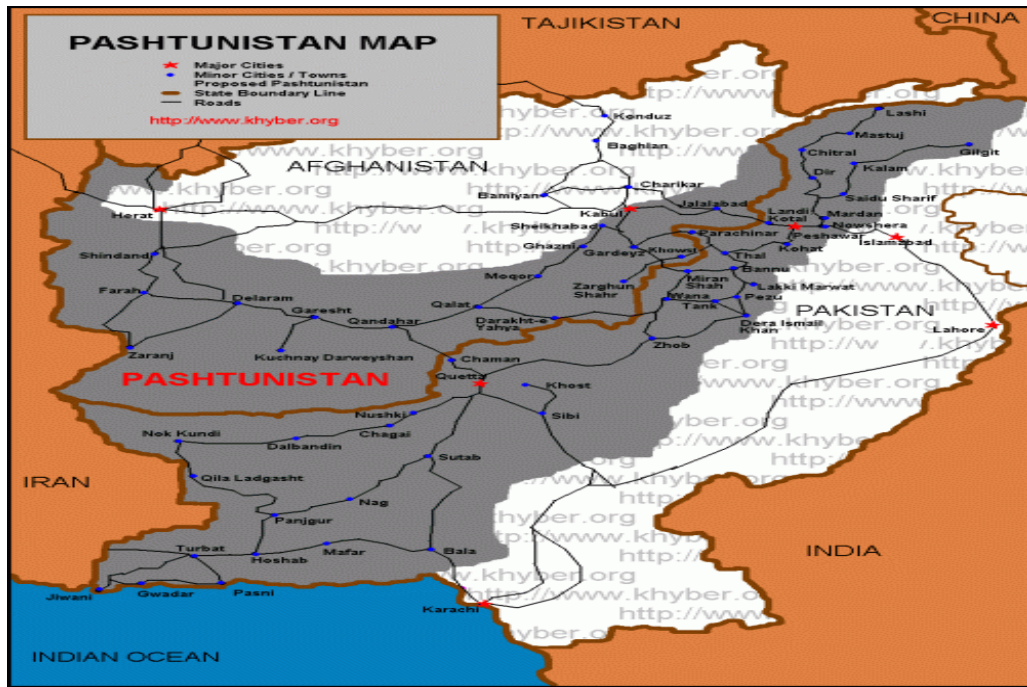 PASHTUNISTAN MAP
Major Cities
Minor Cities / Towns
Proposed Pashtunistan
State Boundary Line
Roads
http://www.khyber.org
TAJIKISTAN
CHINA
AFGHANISTAN
Konduz
Baghlan
Bamiyan
Charikar
Herat
Kabul
Jalalabad
Lashi
Mastuj
Chitral
Kalam
Gilgit
Dir
Saidu Sharif
Landi
Kotal
Mardan
Nowshera
Peshawar
Islamabad
Sheikhabad
Ghazni
Gardeyz
Khowst
Parachinar
Thal
Kohat
Shindand
Moqor
Zarghun
Shahr
Miran
Shah
Bannu
Lakki Marwat
Farah
Delaram
Garesht
Qalat
Wana
Tank
Pezu
PAKISTAN
Qandahar
Darakht-e
Yahya
Dera Ismail
Khan
Lahore
Zaranj
Kuchnay Darweyshan
Chaman
Zhob
PASHTUNISTAN
Quetta
Khost
Nushki
Sibi
Nok Kundi
Dalbandin
Chagai
Sutab
IRAN
Qila Ladgasht
Nag
Panjgur
INDIA
Turbat
Hoshab
Mafar
Bala
Jiwani
Gwadar
Pasni
Karachi
INDIAN OCEAN